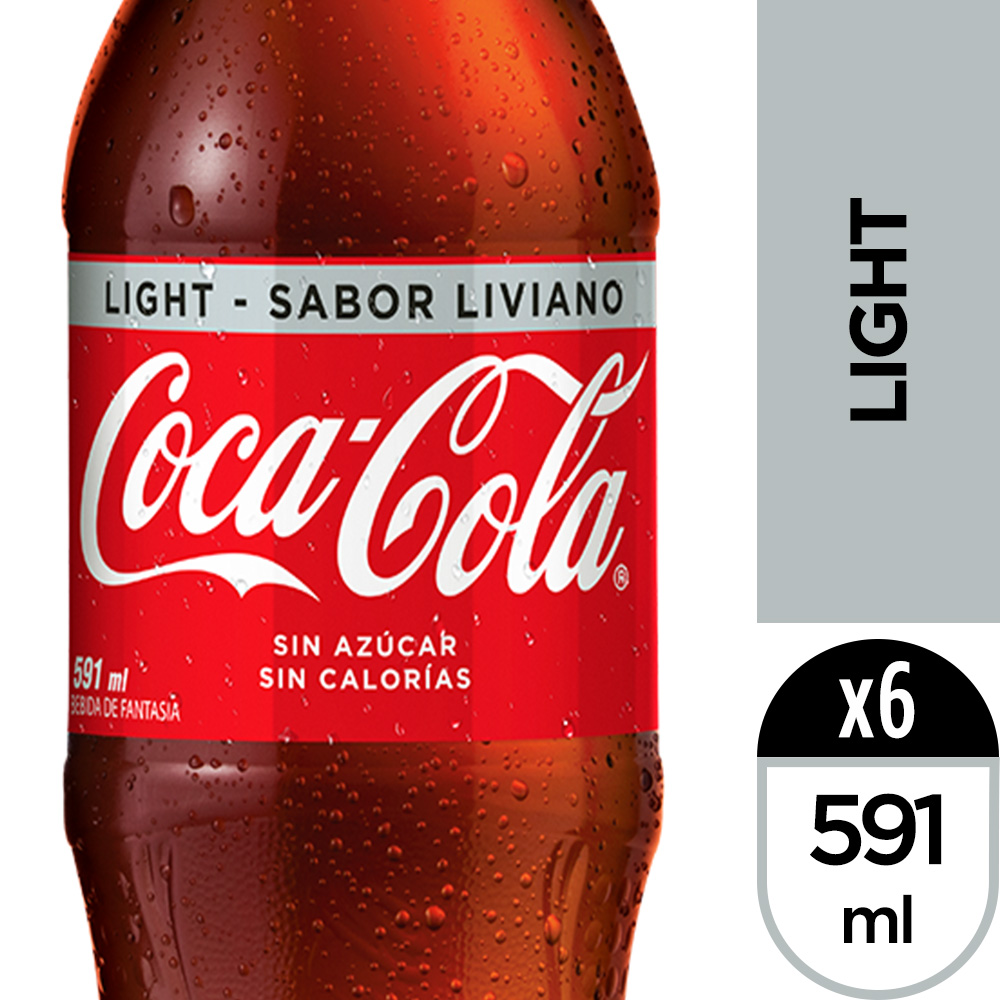 LIGHT - SABOR LIVIANO
Coca-Cola®
SIN AZÚCAR
SIN CALORÍAS
591 ml
BEBIDA DE FANTASIA
LIGHT
x6
591
ml